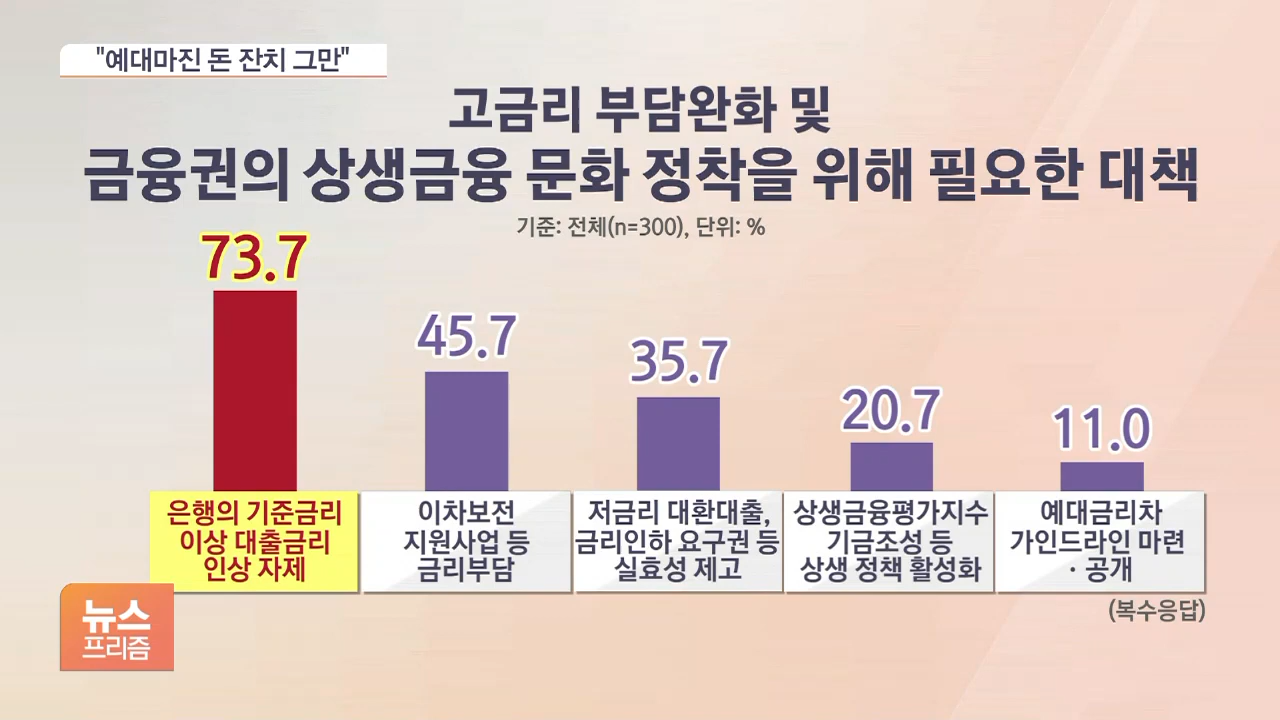 "예대마진 돈 잔치 그만"
고금리 부담완화 및
금융권의 상생금융 문화 정착을 위해 필요한 대책
기준: 전체(n=300), 단위: %
73.7
45.7
35.7
20.7
11.0
은행의 기준금리
이상 대출금리
인상 자제
이차보전
지원사업 등
금리부담
저금리 대환대출,
금리인하 요구권 등
실효성 제고
상생금융평가지수
기금조성 등
상생 정책 활성화
예대금리차
가인드라인 마련
· 공개
(복수응답)
뉴스
프리즘